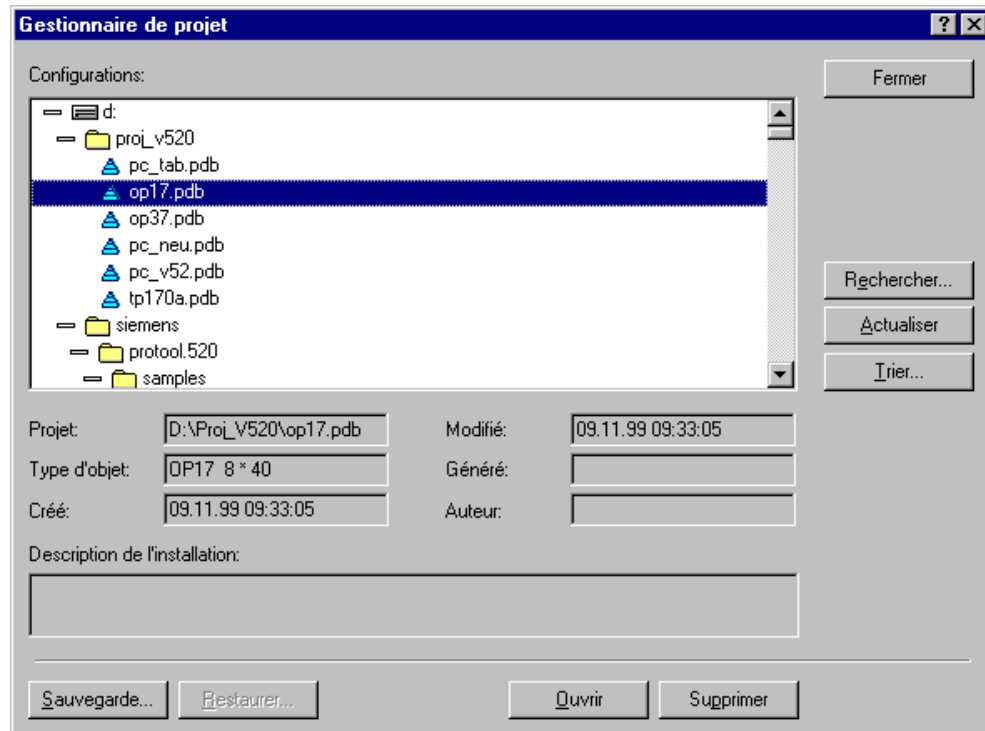 Gestionnaire de projet
Configurations:
Fermer
d:
proj_v520
pc_tab.pdb
op17.pdb
op37.pdb
pc_neu.pdb
pc_v52.pdb
tp170a.pdb
siemens
protool.520
samples
Rechercher...
Actualiser
Trier...
Projet: D:\Proj_V520\op17.pdb Modifié: 09.11.99 09:33:05
Type d'objet: OP17 8 * 40 Généré:
Créé: 09.11.99 09:33:05 Auteur:
Description de l'installation:
Sauvegarde... Restaurer... Ouvrir Supprimer